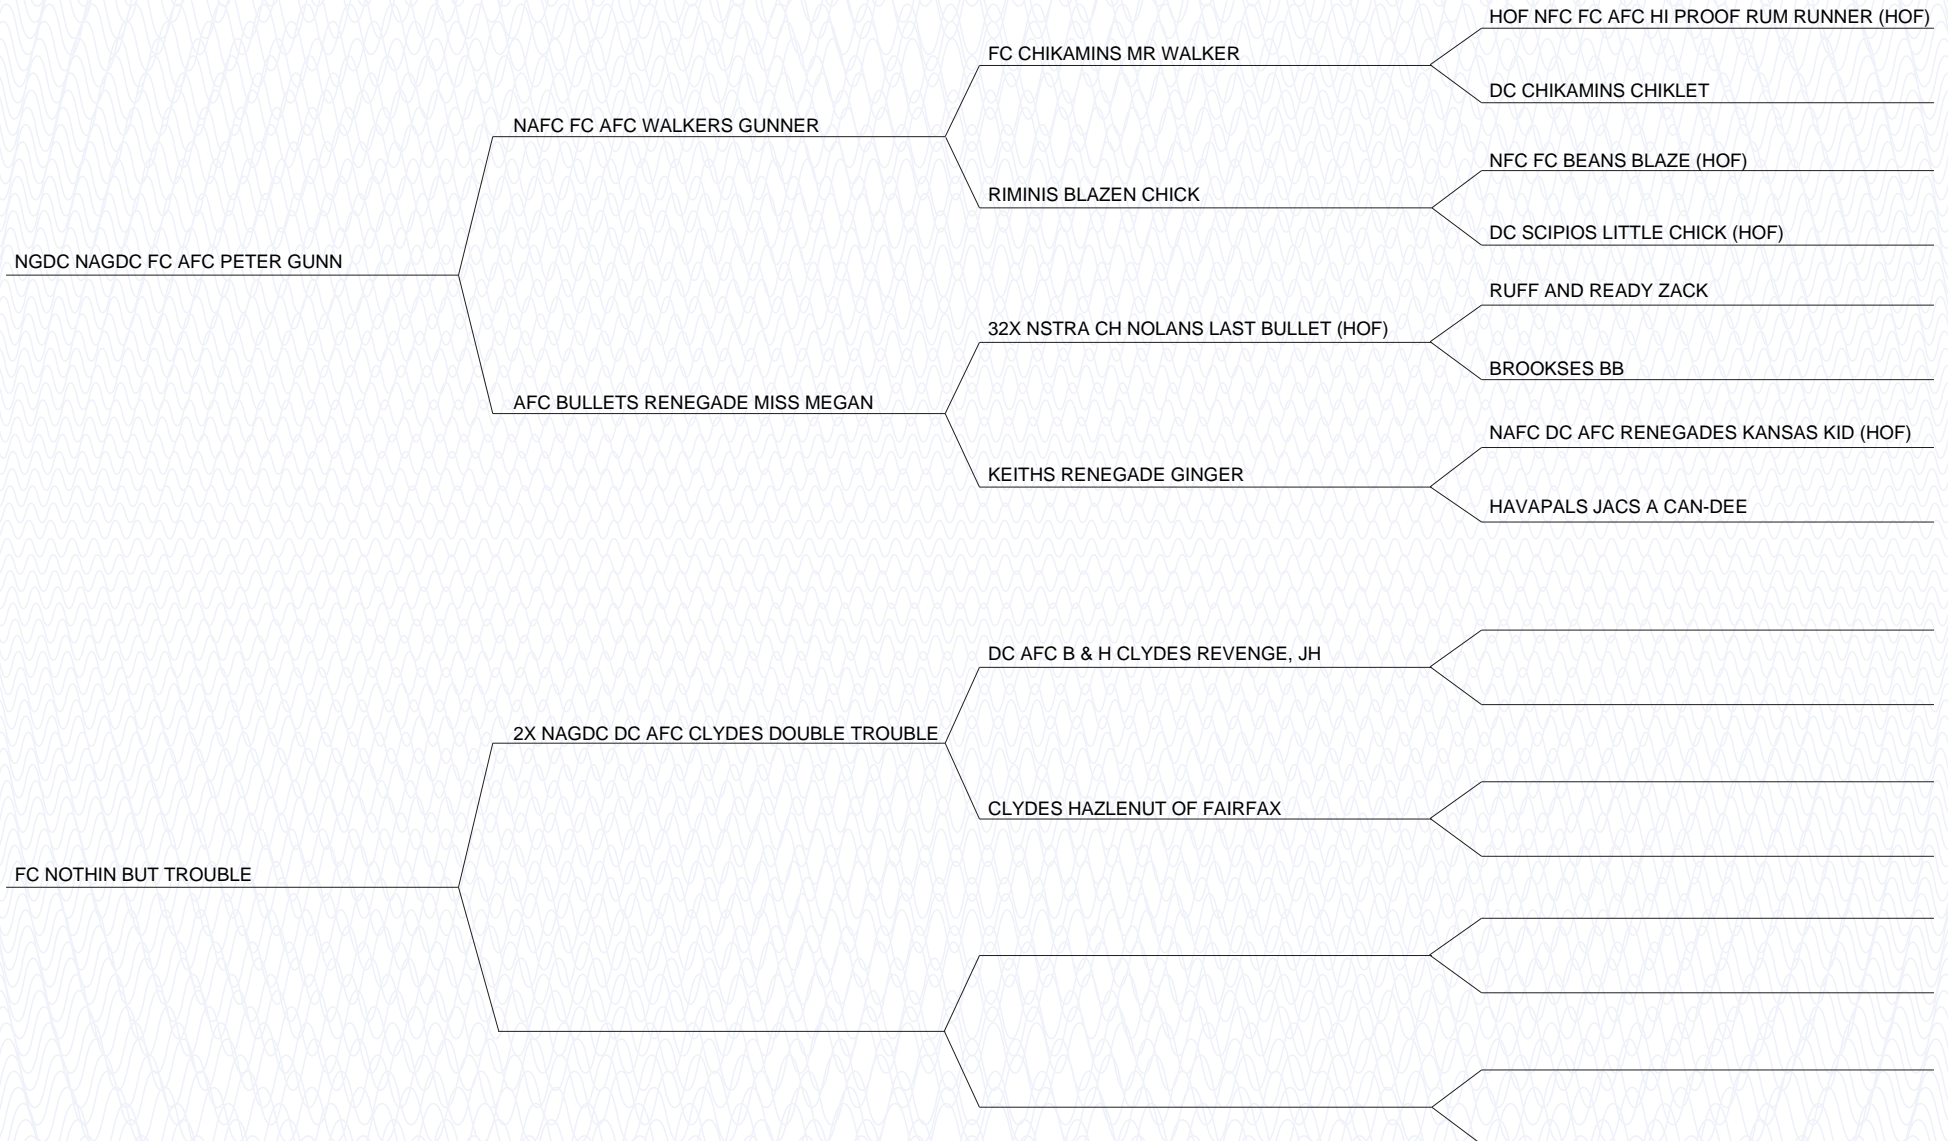 HOF NFC FC AFC HI PROOF RUM RUNNER (HOF)
FC CHIKAMINS MR WALKER
DC CHIKAMINS CHIKLET
NAFC FC AFC WALKERS GUNNER
NFC FC BEANS BLAZE (HOF)
RIMINIS BLAZEN CHICK
DC SCIPIOS LITTLE CHICK (HOF)
NGDC NAGDC FC AFC PETER GUNN
RUFF AND READY ZACK
32X NSTRA CH NOLANS LAST BULLET (HOF)
BROOKSES BB
AFC BULLETS RENEGADE MISS MEGAN
NAFC DC AFC RENEGADES KANSAS KID (HOF)
KEITHS RENEGADE GINGER
HAVAPALS JACS A CAN-DEE
DC AFC B & H CLYDES REVENGE, JH
2X NAGDC DC AFC CLYDES DOUBLE TROUBLE
CLYDES HAZLENUT OF FAIRFAX
FC NOTHIN BUT TROUBLE